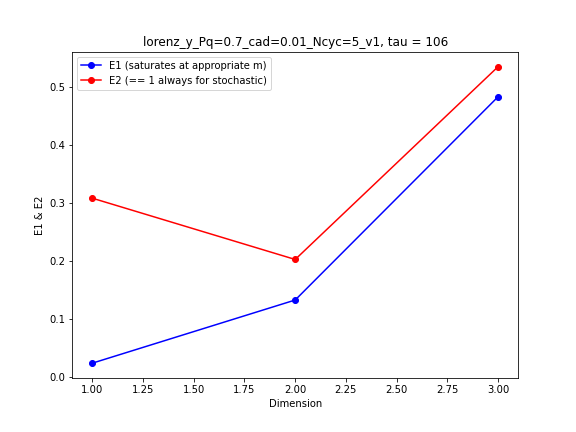 lorenz_y_Pq=0.7_cad=0.01_Ncyc=5_v1, tau = 106
E1 (saturates at appropriate m)
E2 (== 1 always for stochastic)
E1 & E2
0.5
0.4
0.3
0.2
0.1
0.0
1.00 1.25 1.50 1.75 2.00 2.25 2.50 2.75 3.00
Dimension